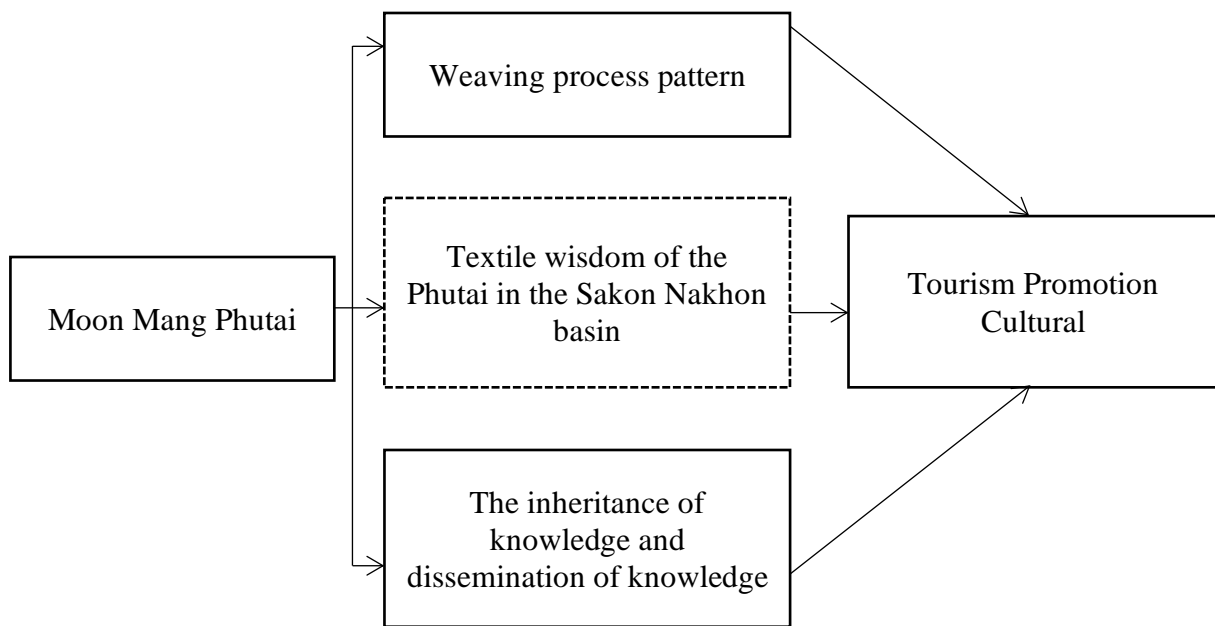 Weaving process pattern
Textile wisdom of the
Phutai in the Sakon Nakhon
basin
Moon Mang Phutai
Tourism Promotion
Cultural
The inheritance of
knowledge and
dissemination of knowledge